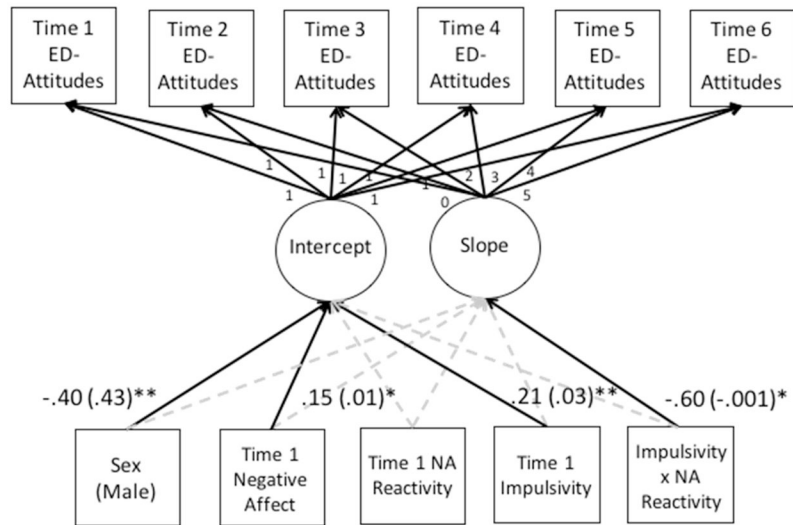 Time 1
ED-
Attitudes
Time 2
ED-
Attitudes
Time 3
ED-
Attitudes
Time 4
ED-
Attitudes
Time 5
ED-
Attitudes
Time 6
ED-
Attitudes
1
1
1
1
1
1
0
1
2
3
4
5
Intercept
Slope
-.40 (.43)**
.15 (.01)*
.21 (.03)**
-.60 (-.001)*
Sex
(Male)
Time 1
Negative
Affect
Time 1 NA
Reactivity
Time 1
Impulsivity
Impulsivity
x NA
Reactivity